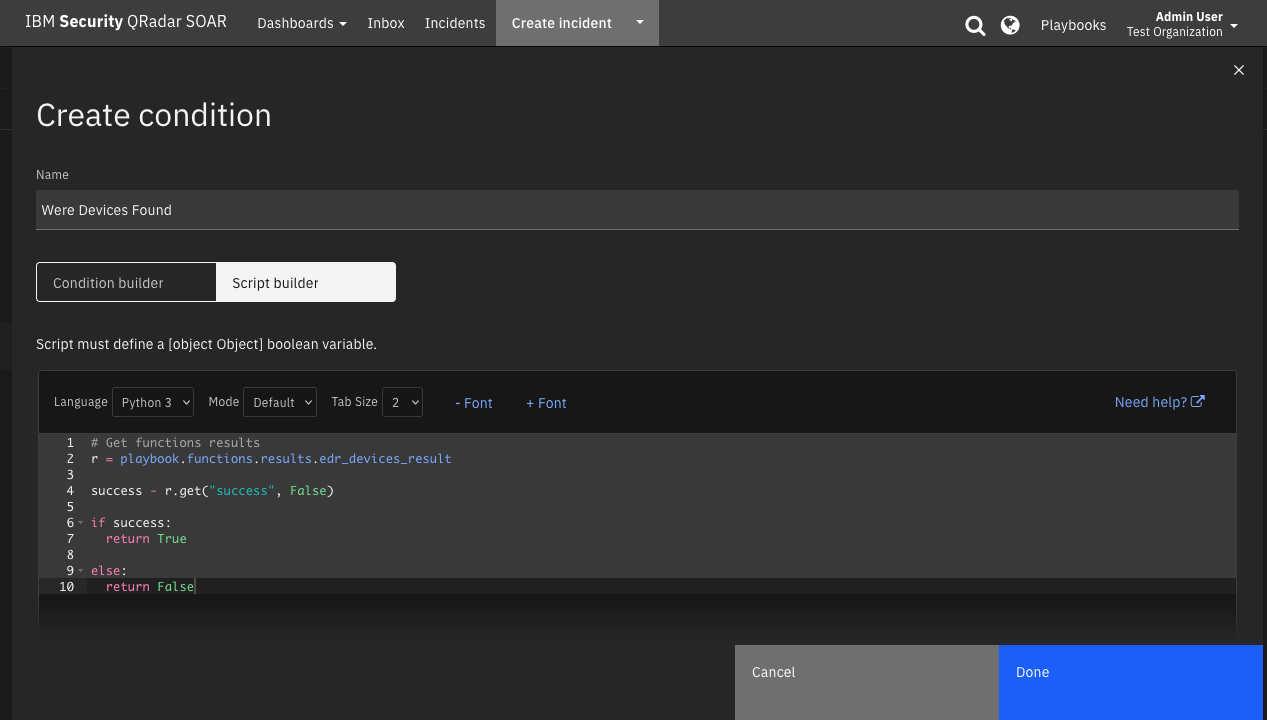 IBM Security QRadar SOAR Dashboards Inbox Incidents Create incident Playbooks Admin User
Test Organization
Create condition
Name
Were Devices Found
Condition builder Script builder
Script must define a [object Object] boolean variable.
Language Python 3 Mode Default Tab Size 2 - Font + Font Need help?
1 # Get functions results
2 r = playbook.functions.results.edr_devices_result
3
4 success - r.get("success", False)
5
6 if success:
7 return True
8
9 else:
10 return False
Cancel Done